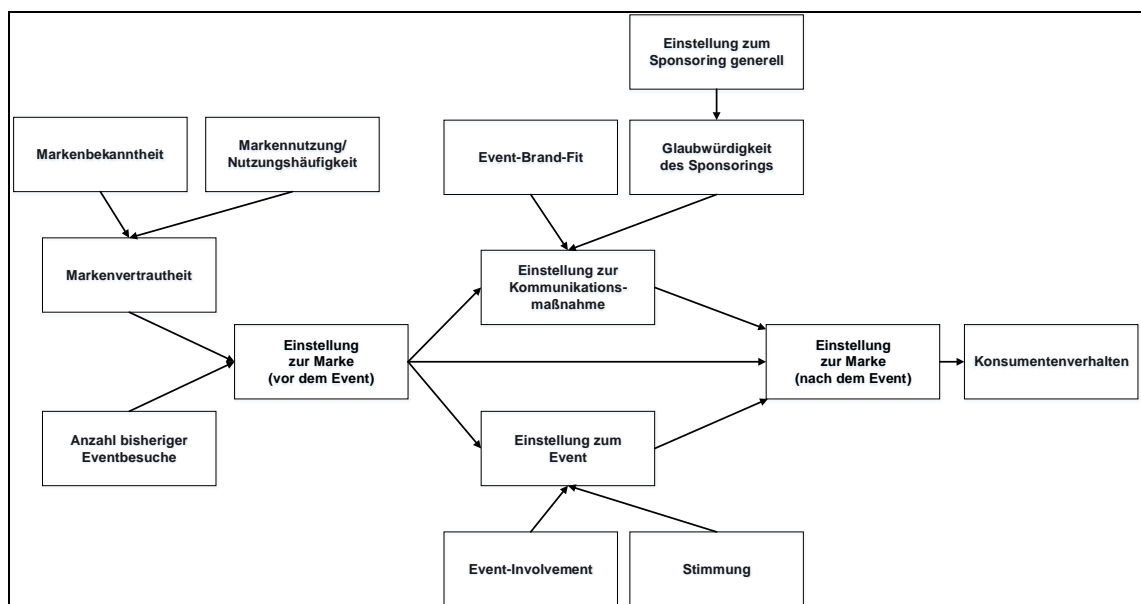 Einstellung zum
Sponsoring generell
Markenbekanntheit
Markennutzung/
Nutzungshäufigkeit
Event-Brand-Fit
Glaubwürdigkeit
des Sponsorings
Markenvertrautheit
Einstellung zur
Kommunikations-
maßnahme
Einstellung
zur Marke
(vor dem Event)
Einstellung
zur Marke
(nach dem Event)
Konsumentenverhalten
Anzahl bisheriger
Eventbesuche
Einstellung zum
Event
Event-Involvement
Stimmung